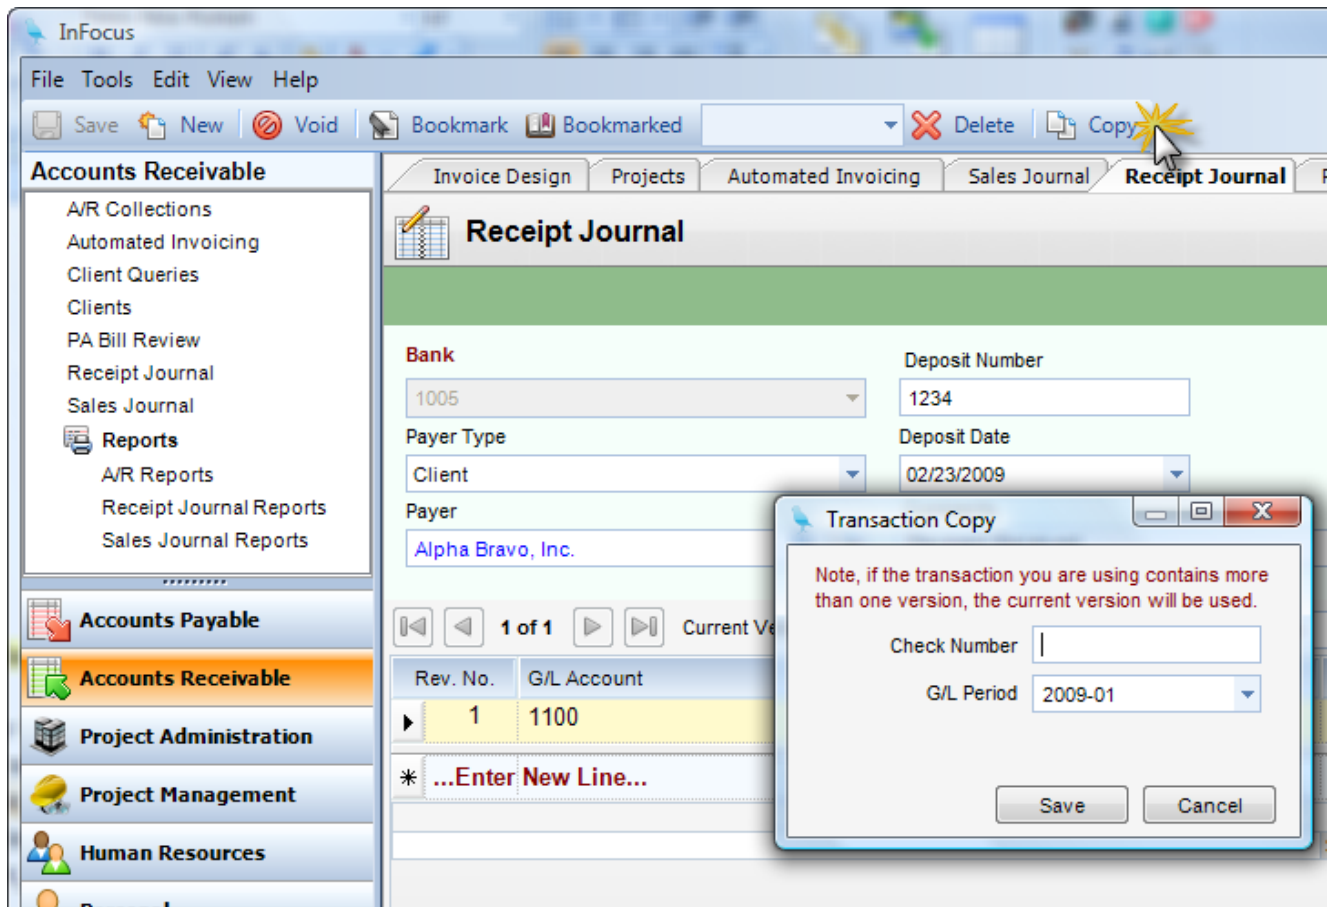 InFocus
File Tools Edit View Help
Save New Void Bookmark Bookmarked Delete Copy
Accounts Receivable
A/R Collections
Automated Invoicing
Client Queries
Clients
PA Bill Review
Receipt Journal
Sales Journal
Reports
A/R Reports
Receipt Journal Reports
Sales Journal Reports
Accounts Payable
Accounts Receivable
Project Administration
Project Management
Human Resources
Invoice Design Projects Automated Invoicing Sales Journal Receipt Journal
Receipt Journal
Bank
1005
Deposit Number
1234
Payer Type
Client
Deposit Date
02/23/2009
Payer
Alpha Bravo, Inc.
1 of 1 Current
Rev. No. G/L Account
1 1100
...Enter New Line...
Transaction Copy
Note, if the transaction you are using contains more
than one version, the current version will be used.
Check Number
G/L Period 2009-01
Save Cancel